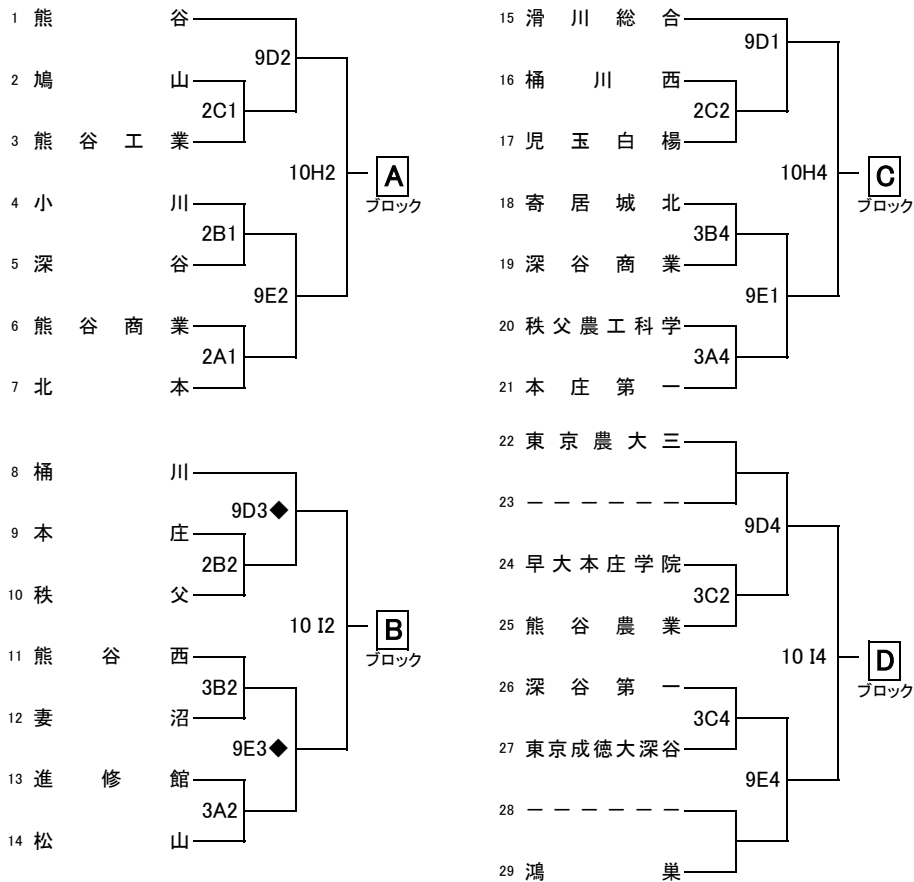 1 熊谷
9D2
2 鳩山
2C1
3 熊谷工業
10H2
A
ブロック
4 小川
2B1
5 深谷
9E2
6 熊谷商業
2A1
7 北本
8 桶川
9D3◆
9 本庄
2B2
10 秩父
10 I2
B
ブロック
11 熊谷西
3B2
12 妻沼
9E3◆
13 進修館
3A2
14 松山
15 滑川総合
9D1
16 桶川西
2C2
17 児玉白楊
10H4
C
ブロック
18 寄居城北
3B4
19 深谷商業
9E1
20 秩父農工科学
3A4
21 本庄第一
22 東京農大三
23 ーーーーーー
9D4
24 早大本庄学院
3C2
25 熊谷農業
10 I4
D
ブロック
26 深谷第一
3C4
27 東京成徳大深谷
9E4
28 ーーーーーー
29 鴻巣